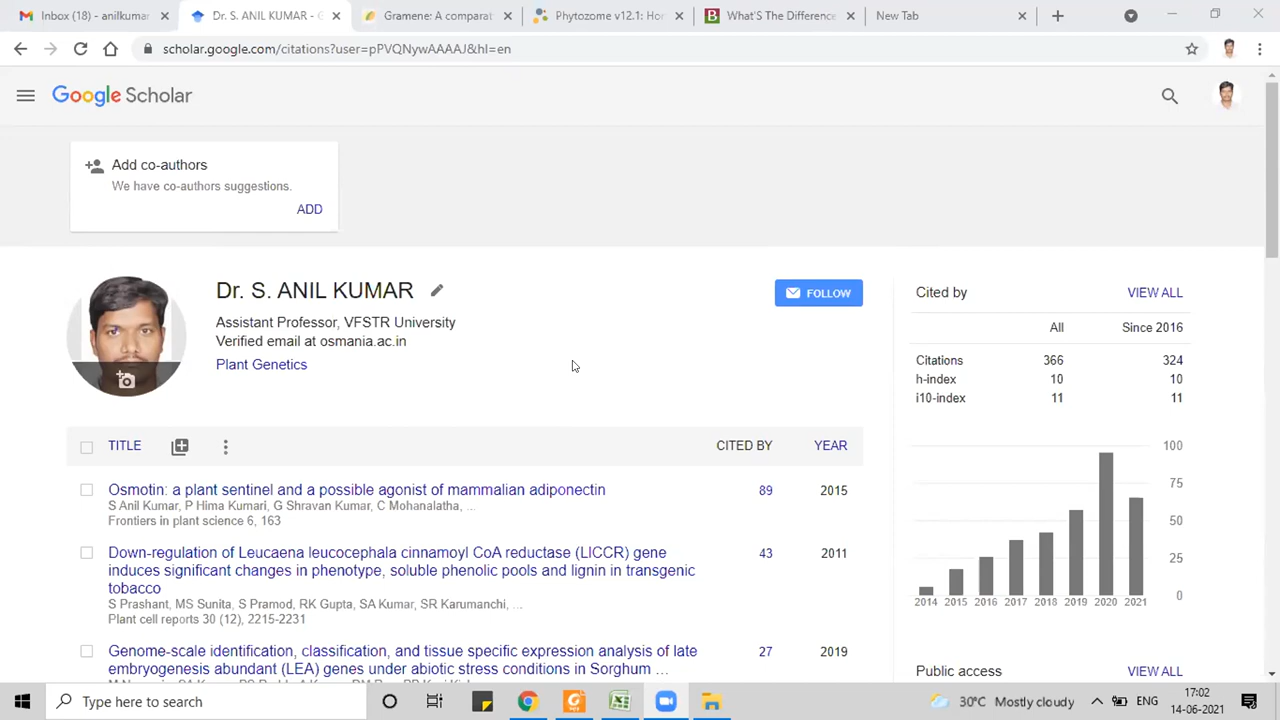 Inbox (18) - anilkumar
Dr. S. ANIL KUMAR - G
Gramene: A comparat
Phytozome v12.1: Hor
What'S The Difference
New Tab
scholar.google.com/citations?user=pPVQNywAAAAJ&hl=en
Google Scholar
Add co-authors
We have co-authors suggestions.
ADD
Dr. S. ANIL KUMAR
FOLLOW
Assistant Professor, VFSTR University
Verified email at osmania.ac.in
Plant Genetics
Cited by VIEW ALL
All Since 2016
Citations 366 324
h-index 10 10
i10-index 11 11
100
75
50
25
0
2014 2015 2016 2017 2018 2019 2020 2021
Public access VIEW ALL
TITLE CITED BY YEAR
Osmotin: a plant sentinel and a possible agonist of mammalian adiponectin 89 2015
S Anil Kumar, P Hima Kumari, G Shravan Kumar, C Mohanalatha, ...
Frontiers in plant science 6, 163
Down-regulation of Leucaena leucocephala cinnamoyl CoA reductase (LlCCR) gene 43 2011
induces significant changes in phenotype, soluble phenolic pools and lignin in transgenic
tobacco
S Prashant, MS Sunita, S Pramod, RK Gupta, SA Kumar, SR Karumanchi, ...
Plant cell reports 30 (12), 2215-2231
Genome-scale identification, classification, and tissue specific expression analysis of late 27 2019
embryogenesis abundant (LEA) genes under abiotic stress conditions in Sorghum ...
Type here to search
30°C Mostly cloudy
ENG
17:02
14-06-2021